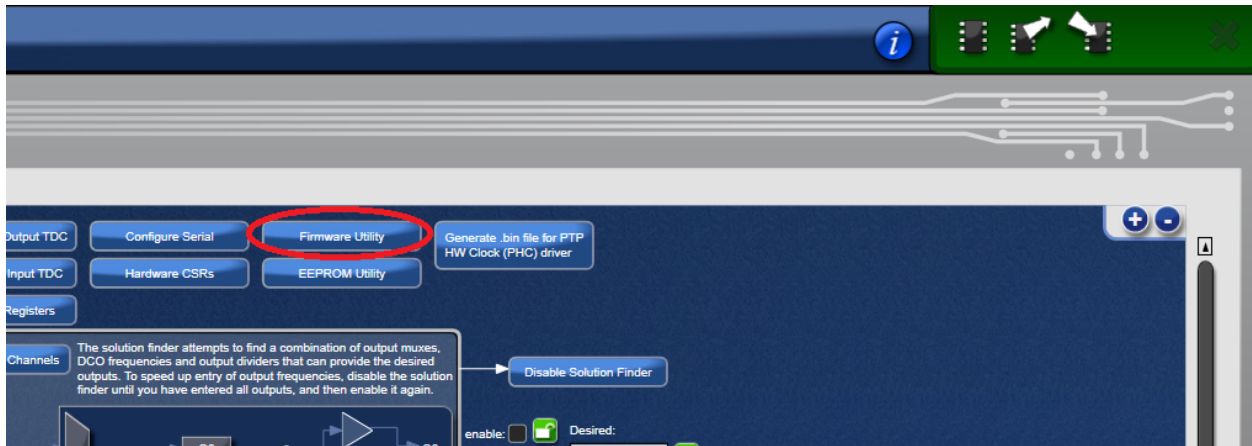 i
Output TDC
Configure Serial
Firmware Utility
Generate .bin file for PTP
HW Clock (PHC) driver
Input TDC
Hardware CSRs
EEPROM Utility
Registers
Channels
The solution finder attempts to find a combination of output muxes,
DCO frequencies and output dividers that can provide the desired
outputs. To speed up entry of output frequencies, disable the solution
finder until you have entered all outputs, and then enable it again.
Disable Solution Finder
enable:
Desired: